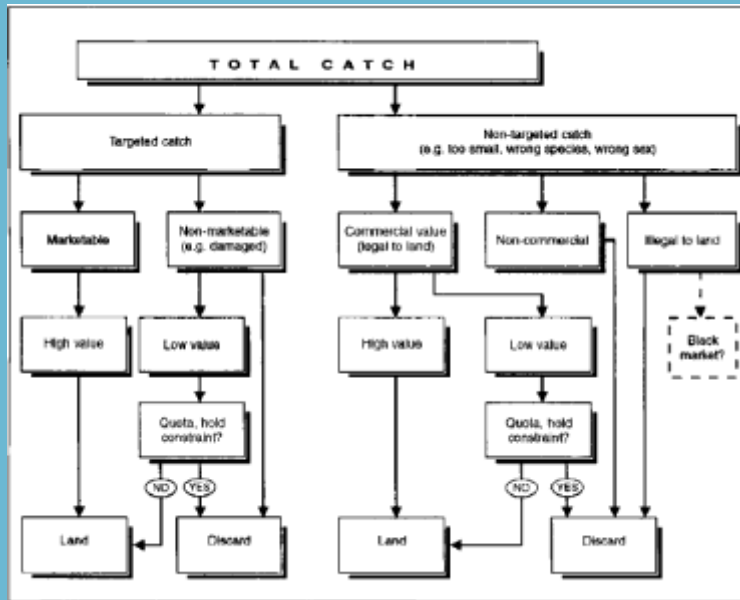 TOTAL CATCH
Targeted catch
Non-targeted catch
(e.g. too small, wrong species, wrong sex)
Marketable
Non-marketable
(e.g. damaged)
Commercial value
(legal to land)
Non-commercial
Illegal to land
High value
Low value
High value
Low value
Black
market?
Quota, hold
constraint?
Quota, hold
constraint?
NO
YES
NO
YES
Land
Discard
Land
Discard